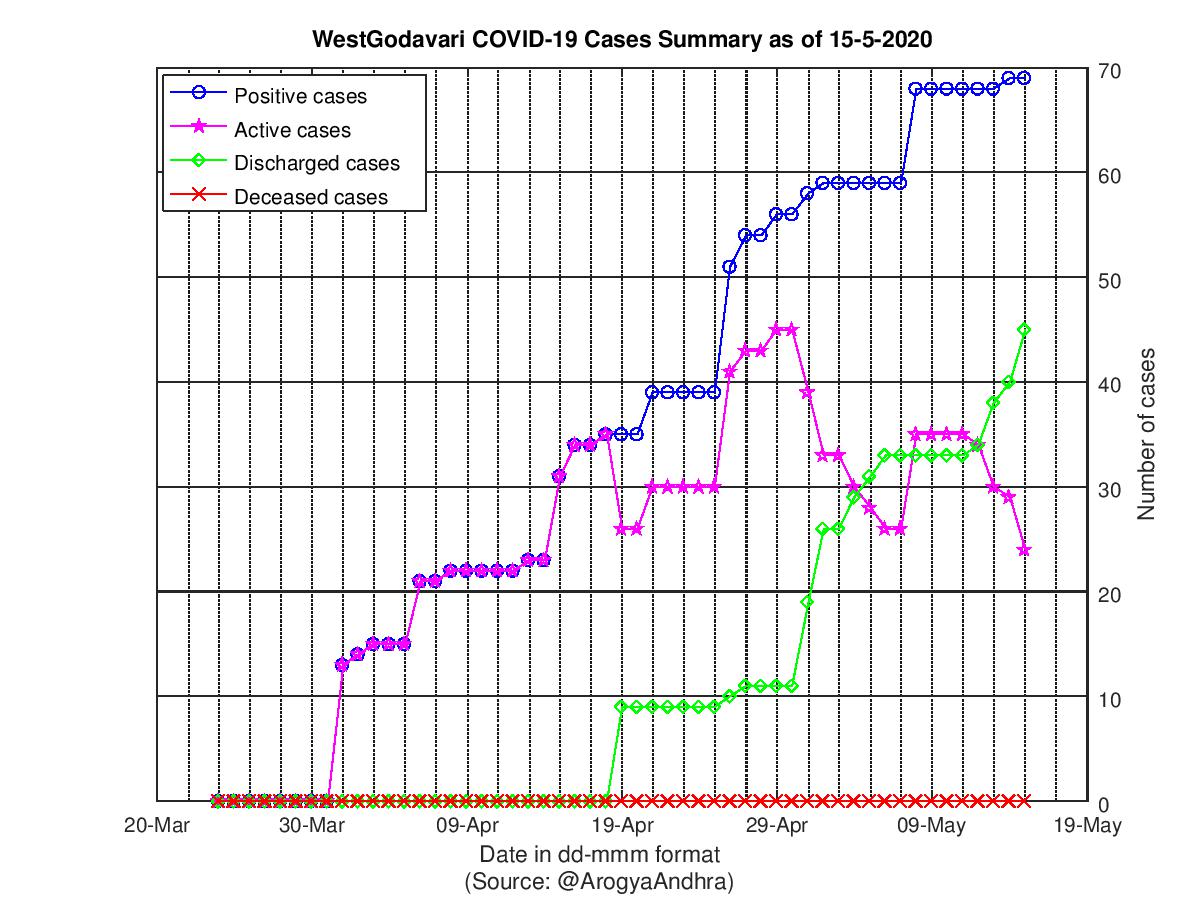 WestGodavari COVID-19 Cases Summary as of 15-5-2020
Positive cases
Active cases
Discharged cases
Deceased cases
70
60
50
40
30
20
10
0
Number of cases
20-Mar 30-Mar 09-Apr 19-Apr 29-Apr 09-May 19-May
Date in dd-mmm format
(Source: @ArogyaAndhra)